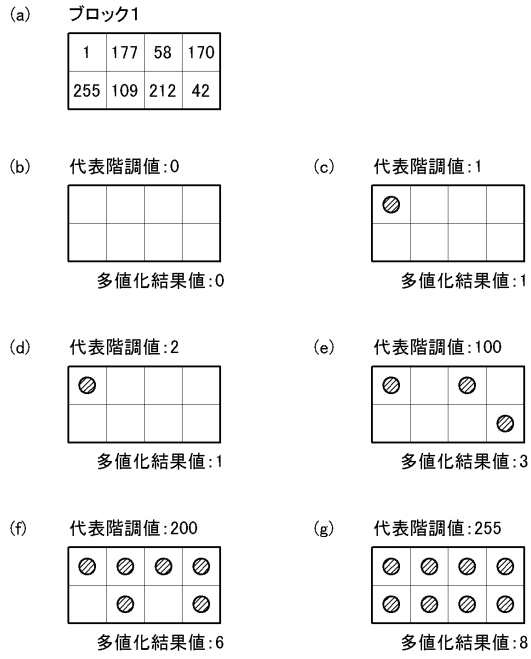 (a) ブロック1
1 177 58 170
255 109 212 42
(b) 代表階調値:0
多値化結果値:0
(c) 代表階調値:1
多値化結果値:1
(d) 代表階調値:2
多値化結果値:1
(e) 代表階調値:100
多値化結果値:3
(f) 代表階調値:200
多値化結果値:6
(g) 代表階調値:255
多値化結果値:8